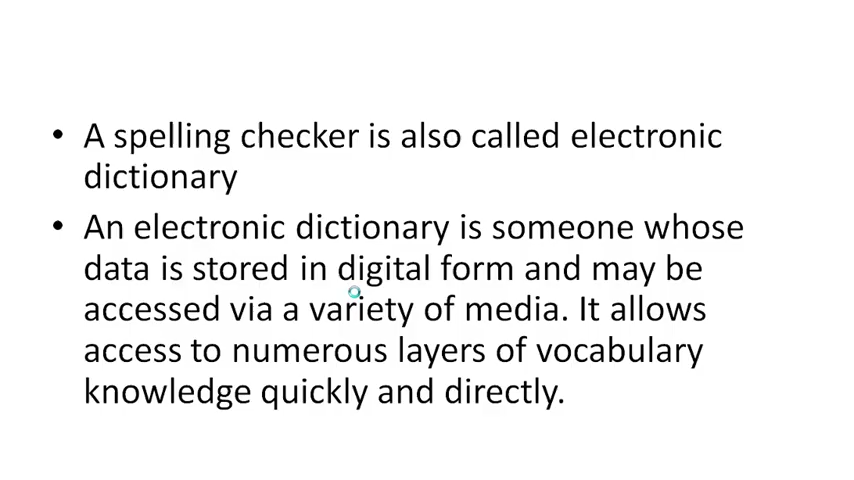 • A spelling checker is also called electronic
dictionary
• An electronic dictionary is someone whose
data is stored in digital form and may be
accessed via a variety of media. It allows
access to numerous layers of vocabulary
knowledge quickly and directly.